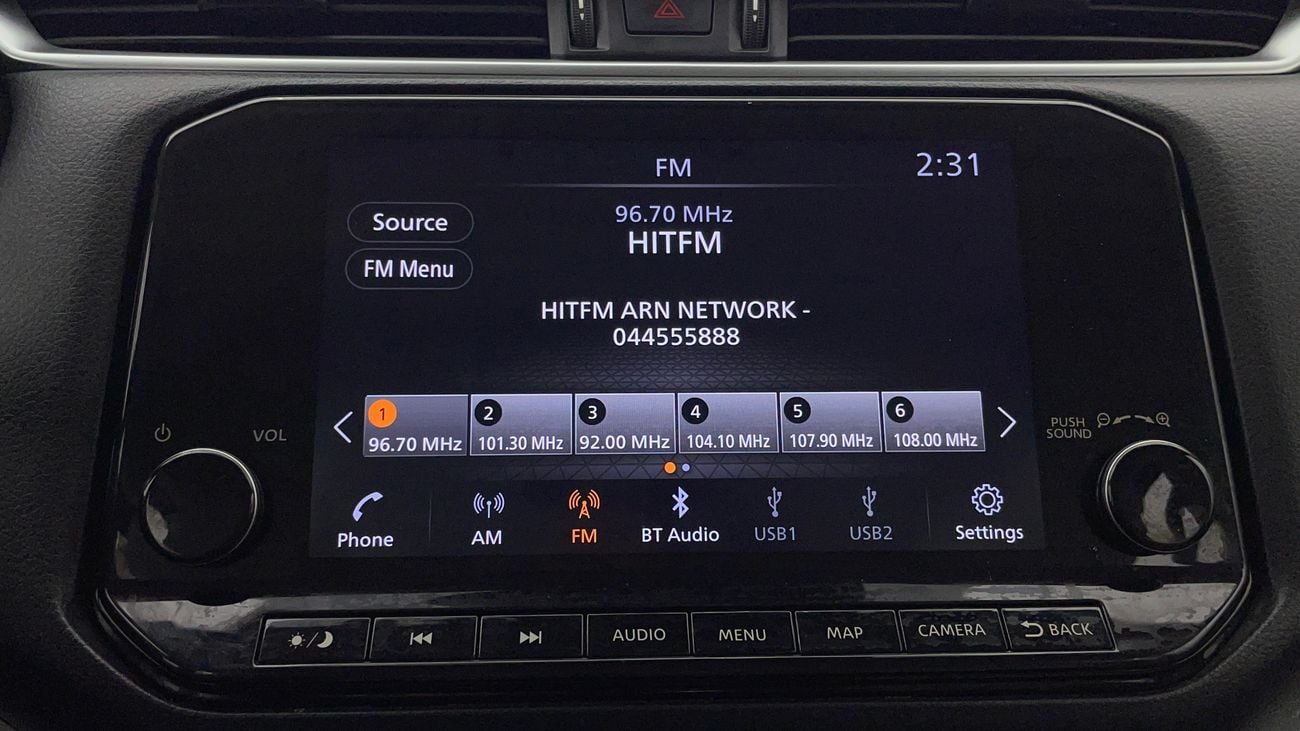 FM
2:31
Source
96.70 MHz
HITFM
FM Menu
HITFM ARN NETWORK -
044555888
1 2 3 4 5 6
96.70 MHz 101.30 MHz 92.00 MHz 104.10 MHz 107.90 MHz 108.00 MHz
VOL
PUSH
SOUND
Phone AM FM BT Audio USB1 USB2 Settings
AUDIO MENU MAP CAMERA BACK